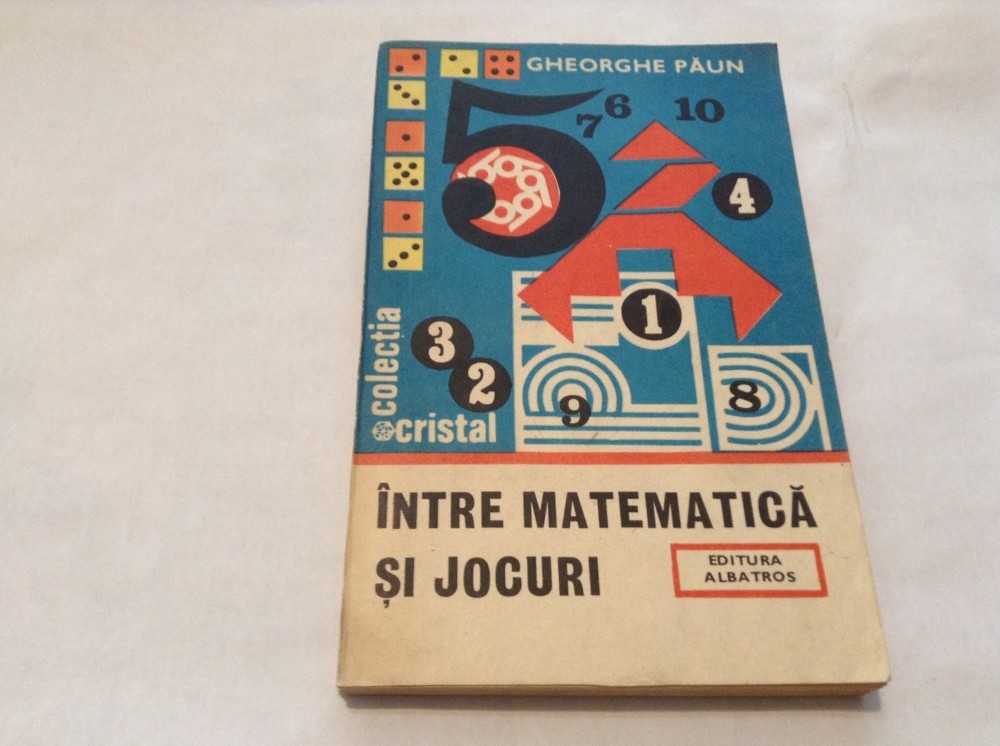 GHEORGHE PĂUN
5
7
6
10
4
1
3
2
9
8
colecția
cristal
ÎNTRE MATEMATICĂ
ȘI JOCURI
EDITURA
ALBATROS